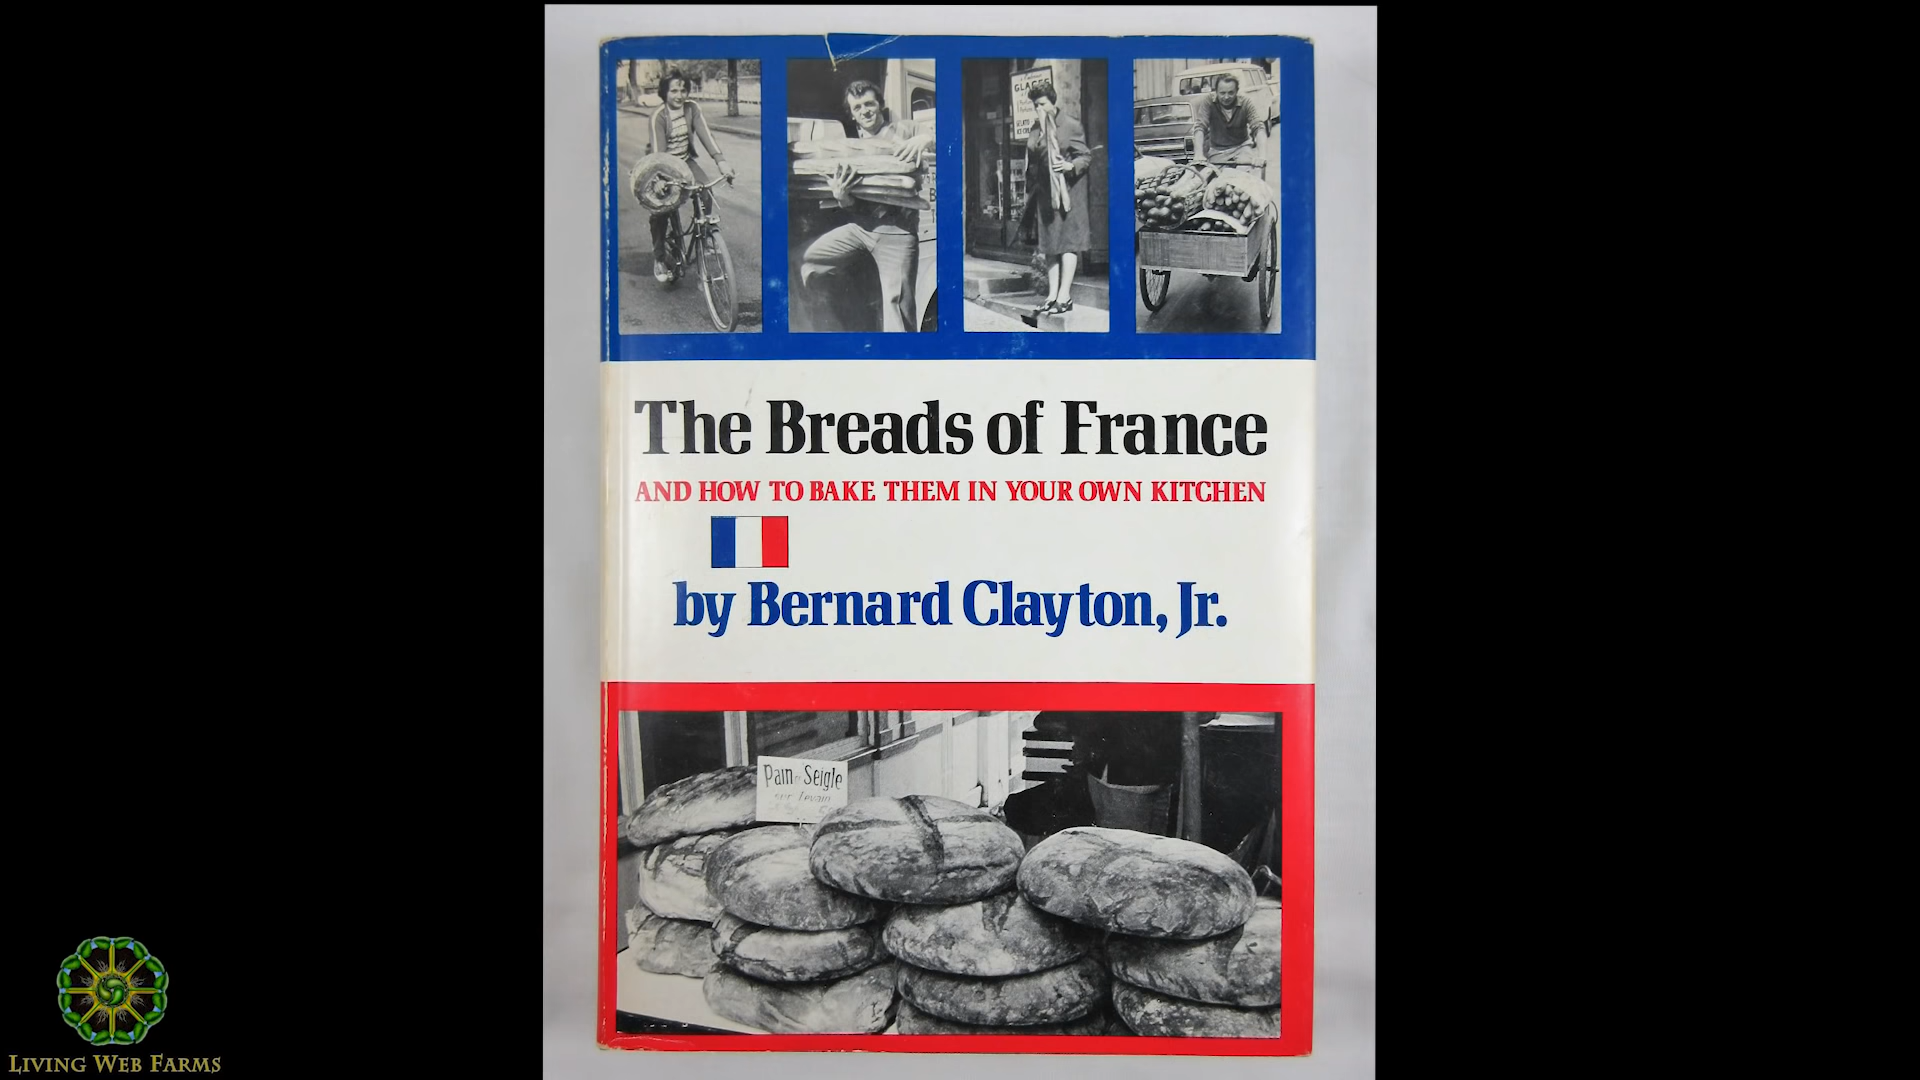 GLACES
The Breads of France
AND HOW TO BAKE THEM IN YOUR OWN KITCHEN
by Bernard Clayton, Jr.
Pain Seigle
LIVING WEB FARMS